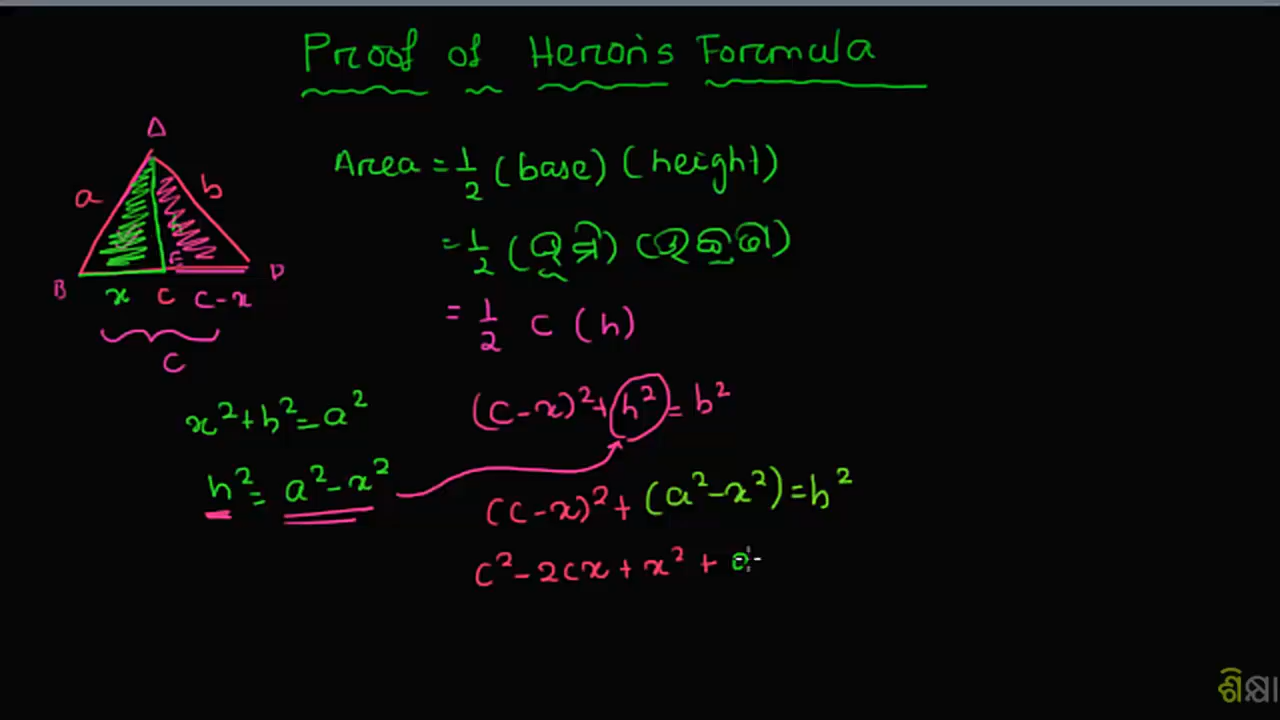 Proof of Heron's Formula
A
a
b
E
B
D
x
c
c-x
c
Area = 1/2 (base) (height)
= 1/2 (ଭୂମି) (ଉଚ୍ଚତା)
= 1/2 c (h)
x²+h²=a²
(c-x)²+h²=b²
h²=a²-x²
(c-x)²+(a²-x²)=b²
c²-2cx+x²+a
ଶିକ୍ଷା